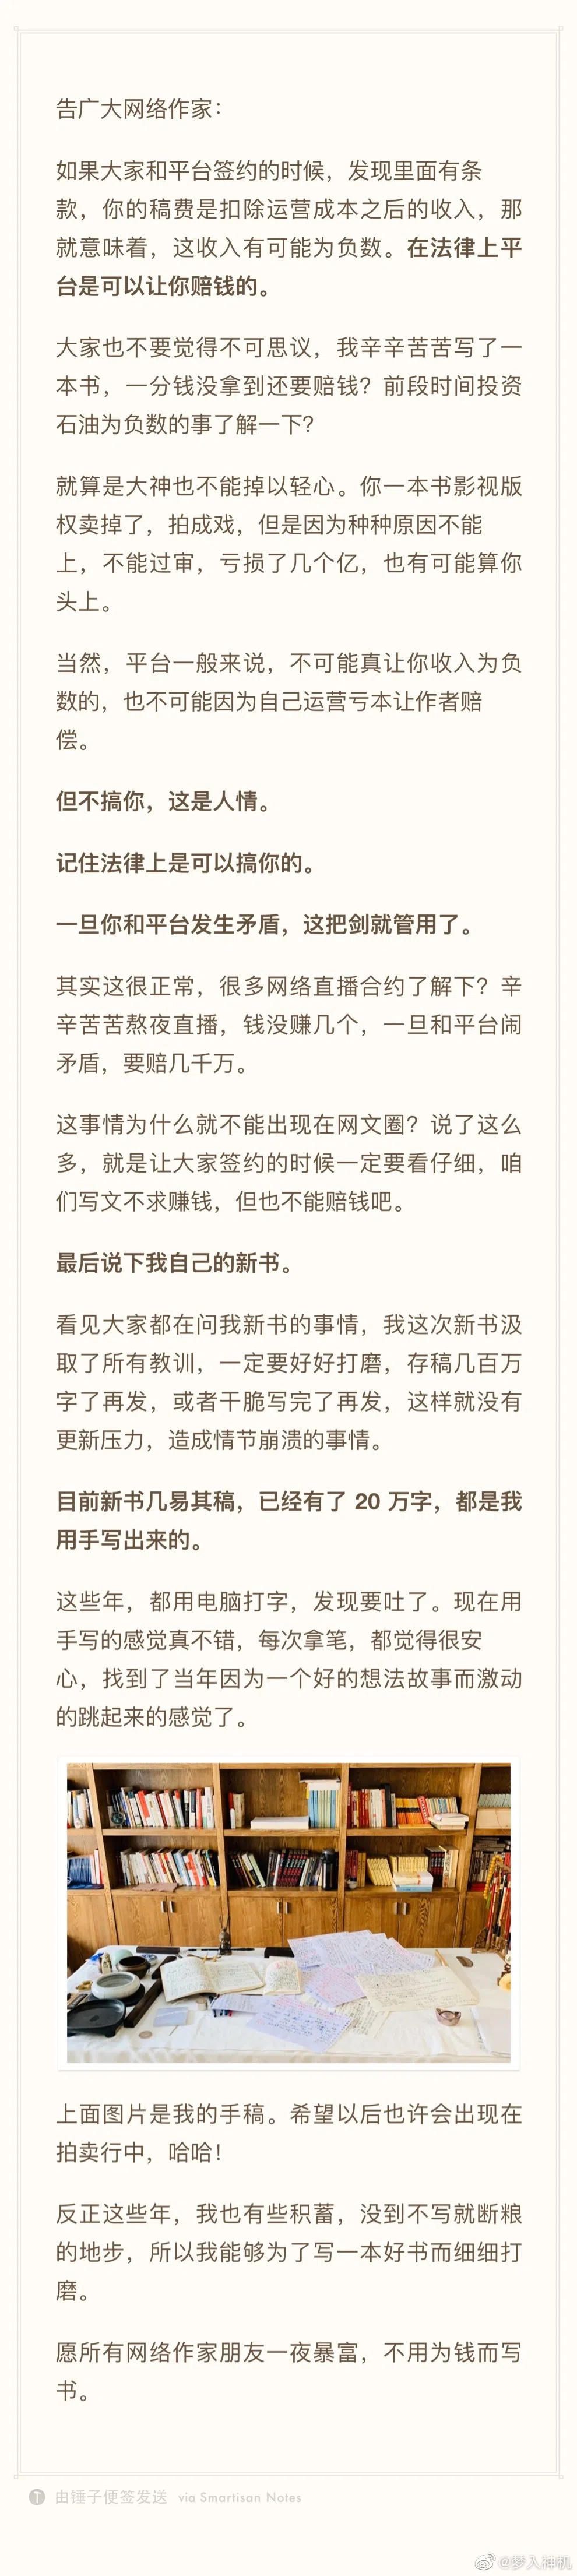 告广大网络作家：
如果大家和平台签约的时候，发现里面有条
款，你的稿费是扣除运营成本之后的收入，那
就意味着，这收入有可能为负数。在法律上平
台是可以让你赔钱的。
大家也不要觉得不可思议，我辛辛苦苦写了一
本书，一分钱没拿到还要赔钱？前段时间投资
石油为负数的事了解一下？
就算是大神也不能掉以轻心。你一本书影视版
权卖掉了，拍成戏，但是因为种种原因不能
上，不能过审，亏损了几个亿，也有可能算你
头上。
当然，平台一般来说，不可能真让你收入为负
数的，也不可能因为自己运营亏本让作者赔
偿。
但不搞你，这是人情。
记住法律上是可以搞你的。
一旦你和平台发生矛盾，这把剑就管用了。
其实这很正常，很多网络直播合约了解下？辛
辛苦苦熬夜直播，钱没赚几个，一旦和平台闹
矛盾，要赔几千万。
这事情为什么就不能出现在网文圈？说了这么
多，就是让大家签约的时候一定要看仔细，咱
们写文不求赚钱，但也不能赔钱吧。
最后说下我自己的新书。
看见大家都在问我新书的事情，我这次新书汲
取了所有教训，一定要好好打磨，存稿几百万
字了再发，或者干脆写完了再发，这样就没有
更新压力，造成情节崩溃的事情。
目前新书几易其稿，已经有了 20 万字，都是我
用手写出来的。
这些年，都用电脑打字，发现要吐了。现在用
手写的感觉真不错，每次拿笔，都觉得很安
心，找到了当年因为一个好的想法故事而激动
的跳起来的感觉了。
上面图片是我的手稿。希望以后也许会出现在
拍卖行中，哈哈！
反正这些年，我也有些积蓄，没到不写就断粮
的地步，所以我能够为了写一本好书而细细打
磨。
愿所有网络作家朋友一夜暴富，不用为钱而写
书。
由锤子便签发送 via Smartisan Notes
@梦入神机